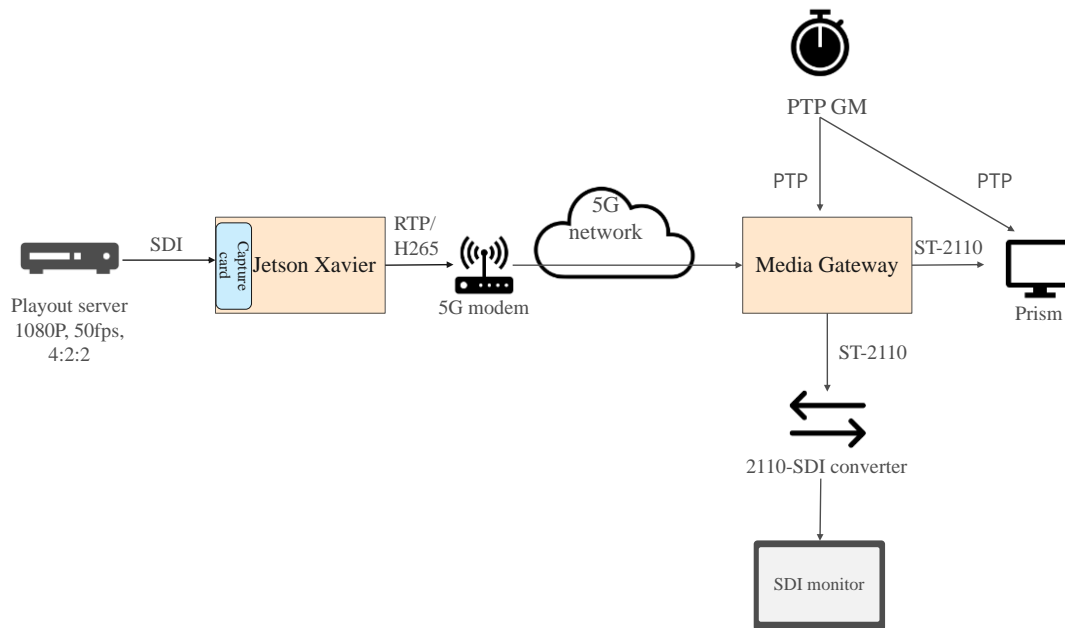 PTP GM
PTP
PTP
5G
network
RTP/
H265
SDI
Capture
card
Jetson Xavier
Media Gateway
ST-2110
Playout server
1080P, 50fps,
4:2:2
5G modem
Prism
ST-2110
2110-SDI converter
SDI monitor